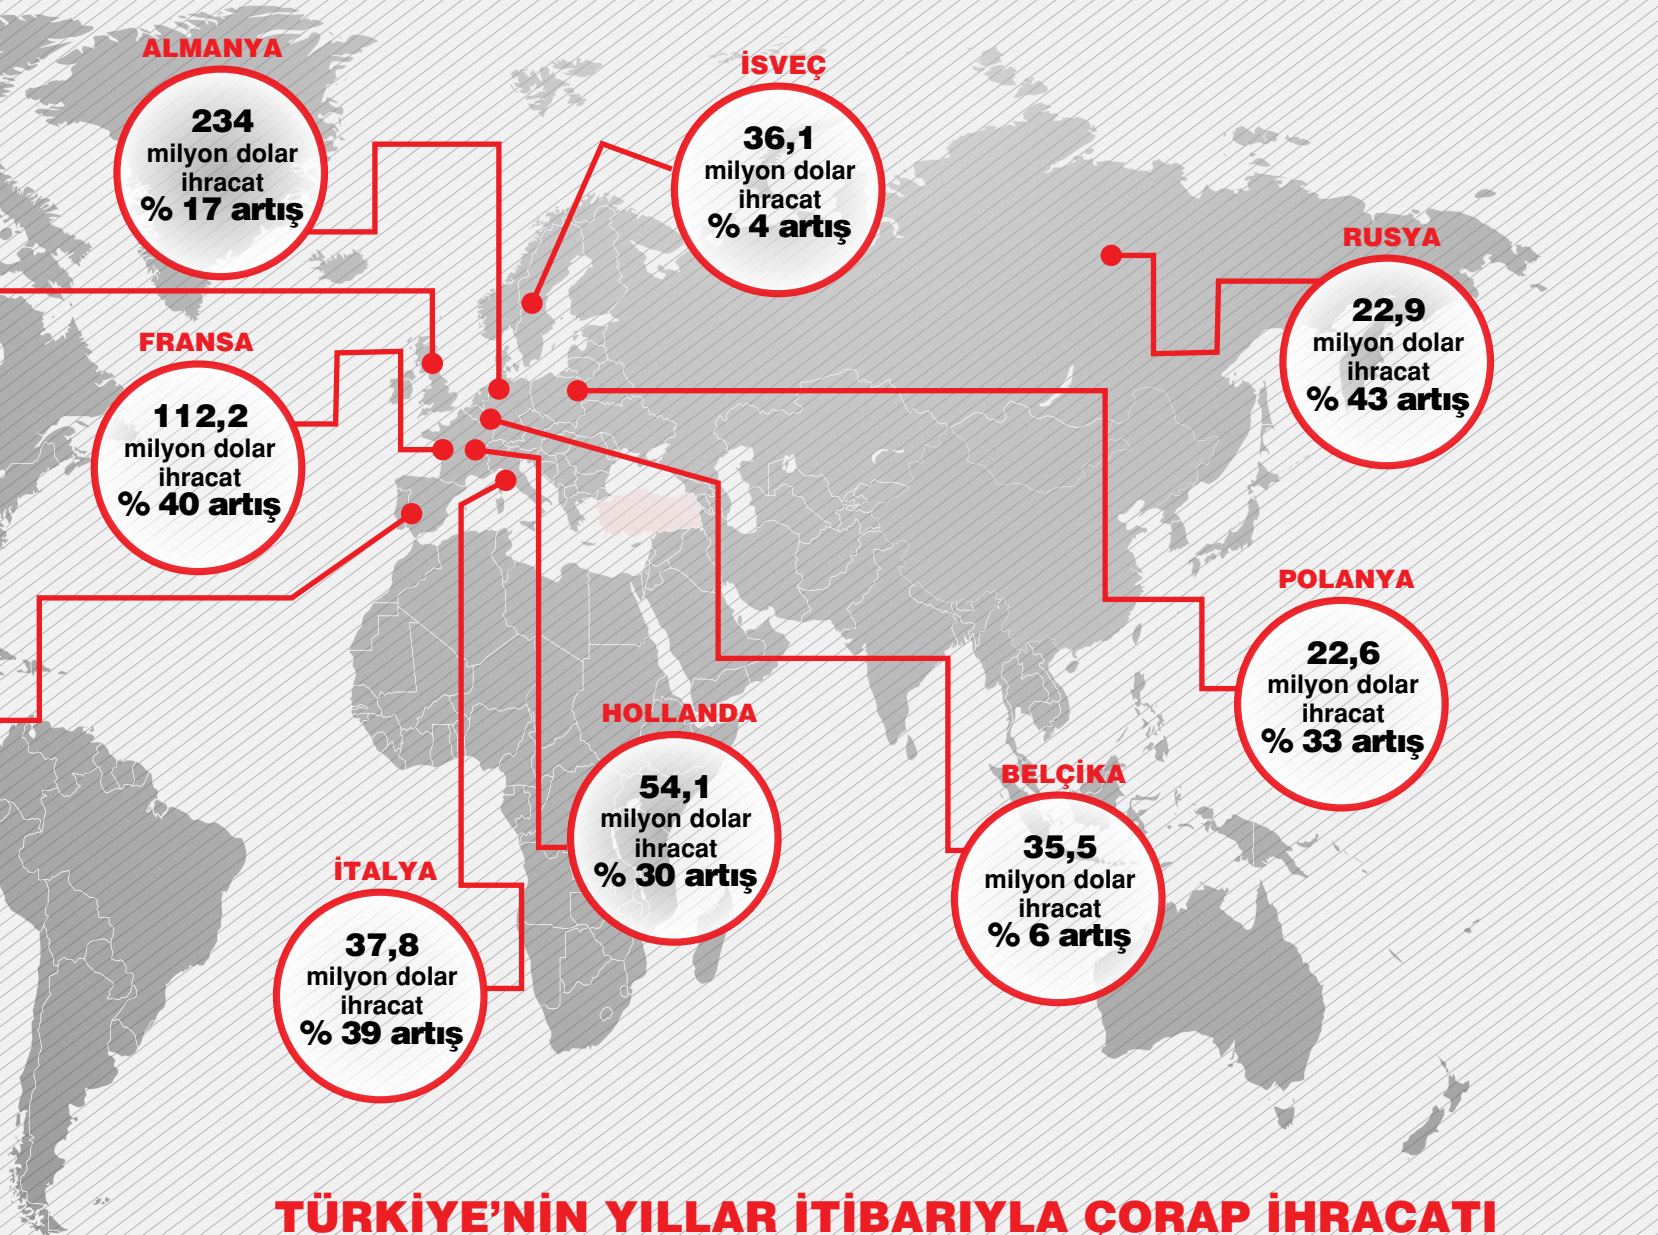 ALMANYA
234
milyon dolar
ihracat
% 17 artış
İSVEÇ
36,1
milyon dolar
ihracat
% 4 artış
RUSYA
22,9
milyon dolar
ihracat
% 43 artış
FRANSA
112,2
milyon dolar
ihracat
% 40 artış
POLANYA
22,6
milyon dolar
ihracat
% 33 artış
HOLLANDA
54,1
milyon dolar
ihracat
% 30 artış
BELÇİKA
35,5
milyon dolar
ihracat
% 6 artış
İTALYA
37,8
milyon dolar
ihracat
% 39 artış
TÜRKİYE’NİN YILLAR İTİBARIYLA ÇORAP İHRACATI